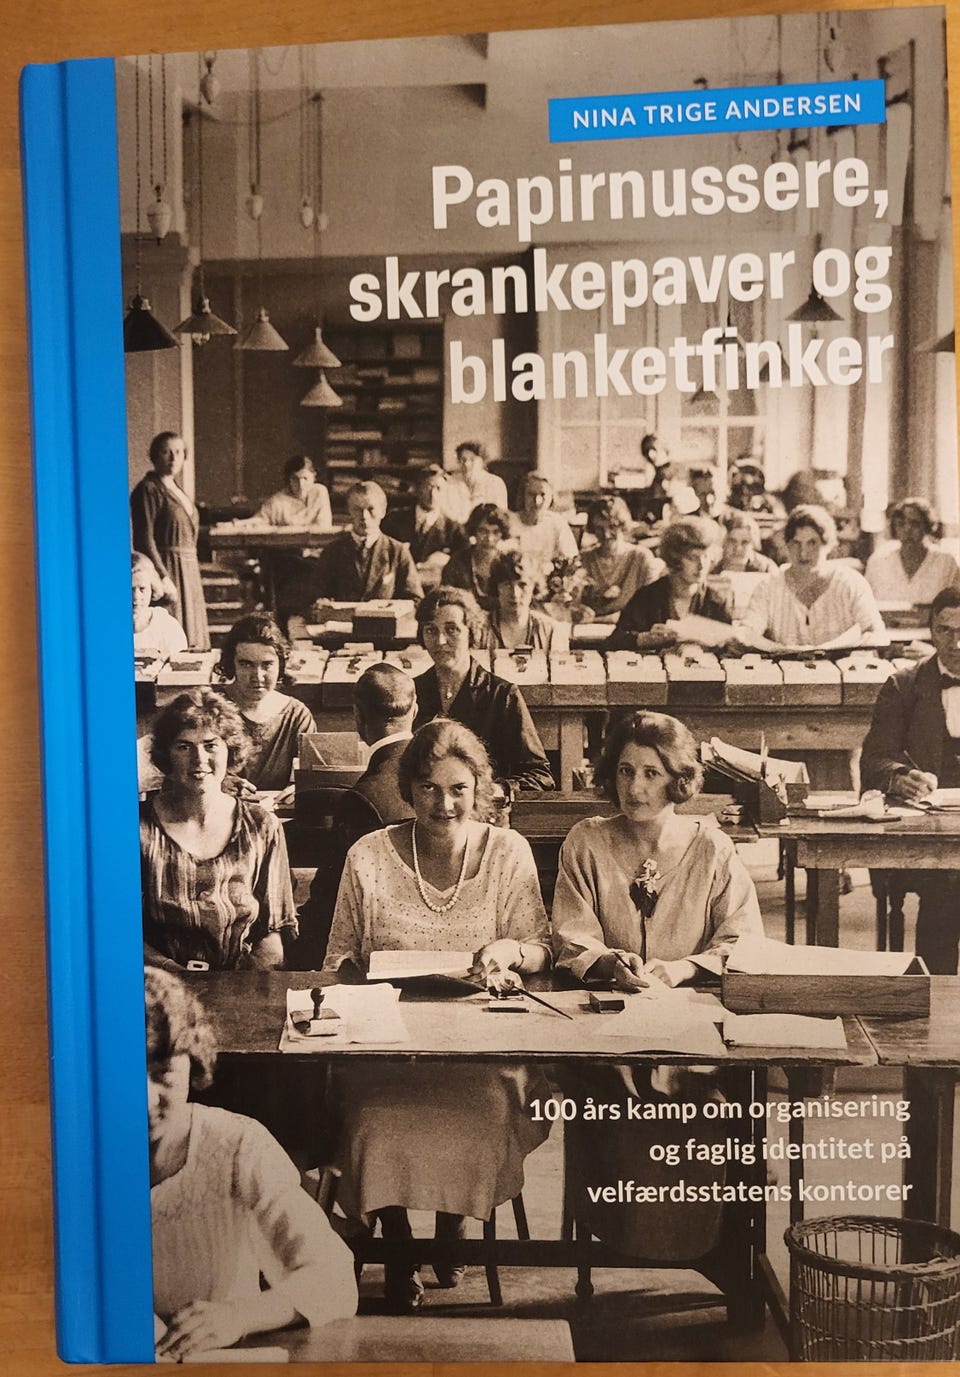 NINA TRIGE ANDERSEN
Papirnussere,
skrankepaver og
blanketfinker
100 års kamp om organisering
og faglig identitet på
velfærdsstatens kontorer